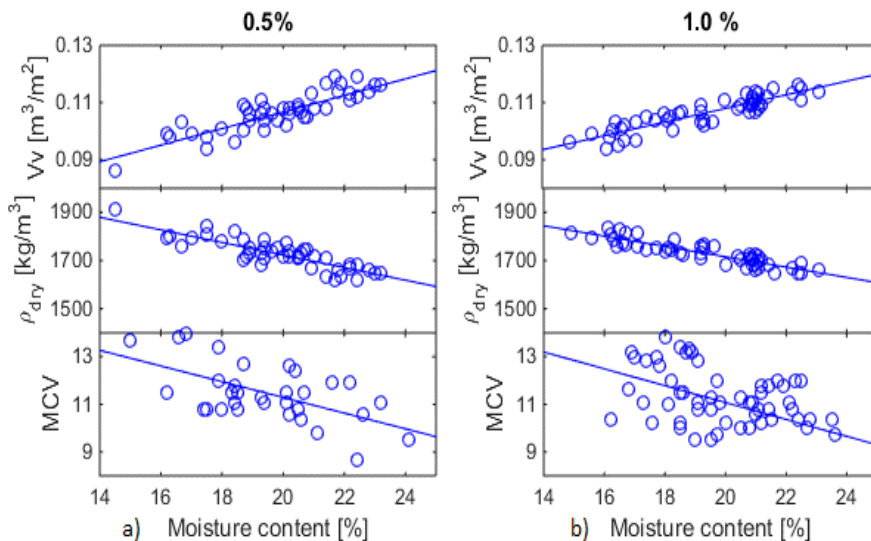 0.5%
1.0 %
0.13
0.11
0.09
Vv [m³/m²]
1900
1700
1500
ρdry [kg/m³]
13
11
9
MCV
14 16 18 20 22 24
a) Moisture content [%]
0.13
0.11
0.09
Vv [m³/m²]
1900
1700
1500
ρdry [kg/m³]
13
11
9
MCV
14 16 18 20 22 24
b) Moisture content [%]